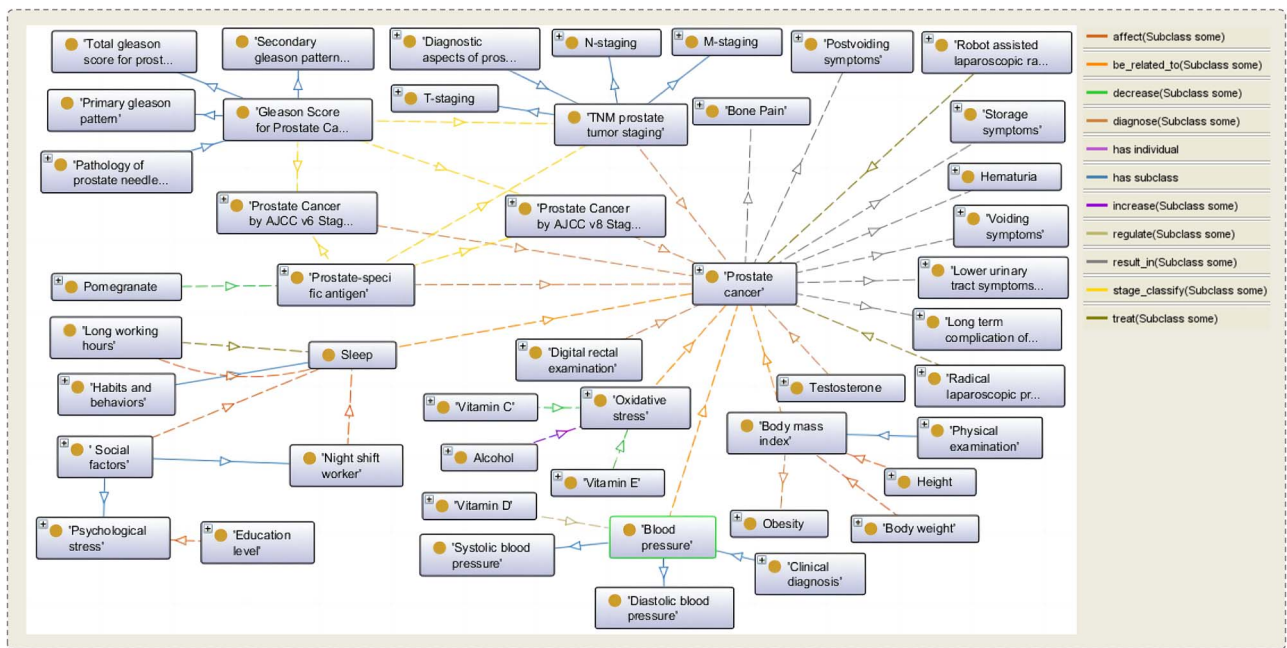 'Total gleason
score for prost...
'Secondary
gleason pattern...
'Diagnostic
aspects of pros...
N-staging
M-staging
'Postvoiding
symptoms'
'Robot assisted
laparoscopic ra...
'Primary gleason
pattern'
'Gleason Score
for Prostate Ca...
T-staging
'TNM prostate
tumor staging'
'Bone Pain'
'Storage
symptoms'
'Pathology of
prostate needle...
Hematuria
'Prostate Cancer
by AJCC v6 Stag...
'Prostate Cancer
by AJCC v8 Stag...
'Voiding
symptoms'
Pomegranate
'Prostate-speci
fic antigen'
'Prostate
cancer'
'Lower urinary
tract symptoms...
'Long working
hours'
Sleep
'Digital rectal
examination'
'Long term
complication of...
'Habits and
behaviors'
'Vitamin C'
'Oxidative
stress'
Testosterone
'Radical
laparoscopic pr...
' Social
factors'
'Night shift
worker'
Alcohol
'Vitamin E'
'Body mass
index'
'Physical
examination'
Height
'Psychological
stress'
'Education
level'
'Vitamin D'
'Blood
pressure'
Obesity
'Body weight'
'Systolic blood
pressure'
'Clinical
diagnosis'
'Diastolic blood
pressure'
affect(Subclass some)
be_related_to(Subclass some)
decrease(Subclass some)
diagnose(Subclass some)
has individual
has subclass
increase(Subclass some)
regulate(Subclass some)
result_in(Subclass some)
stage_classify(Subclass some)
treat(Subclass some)